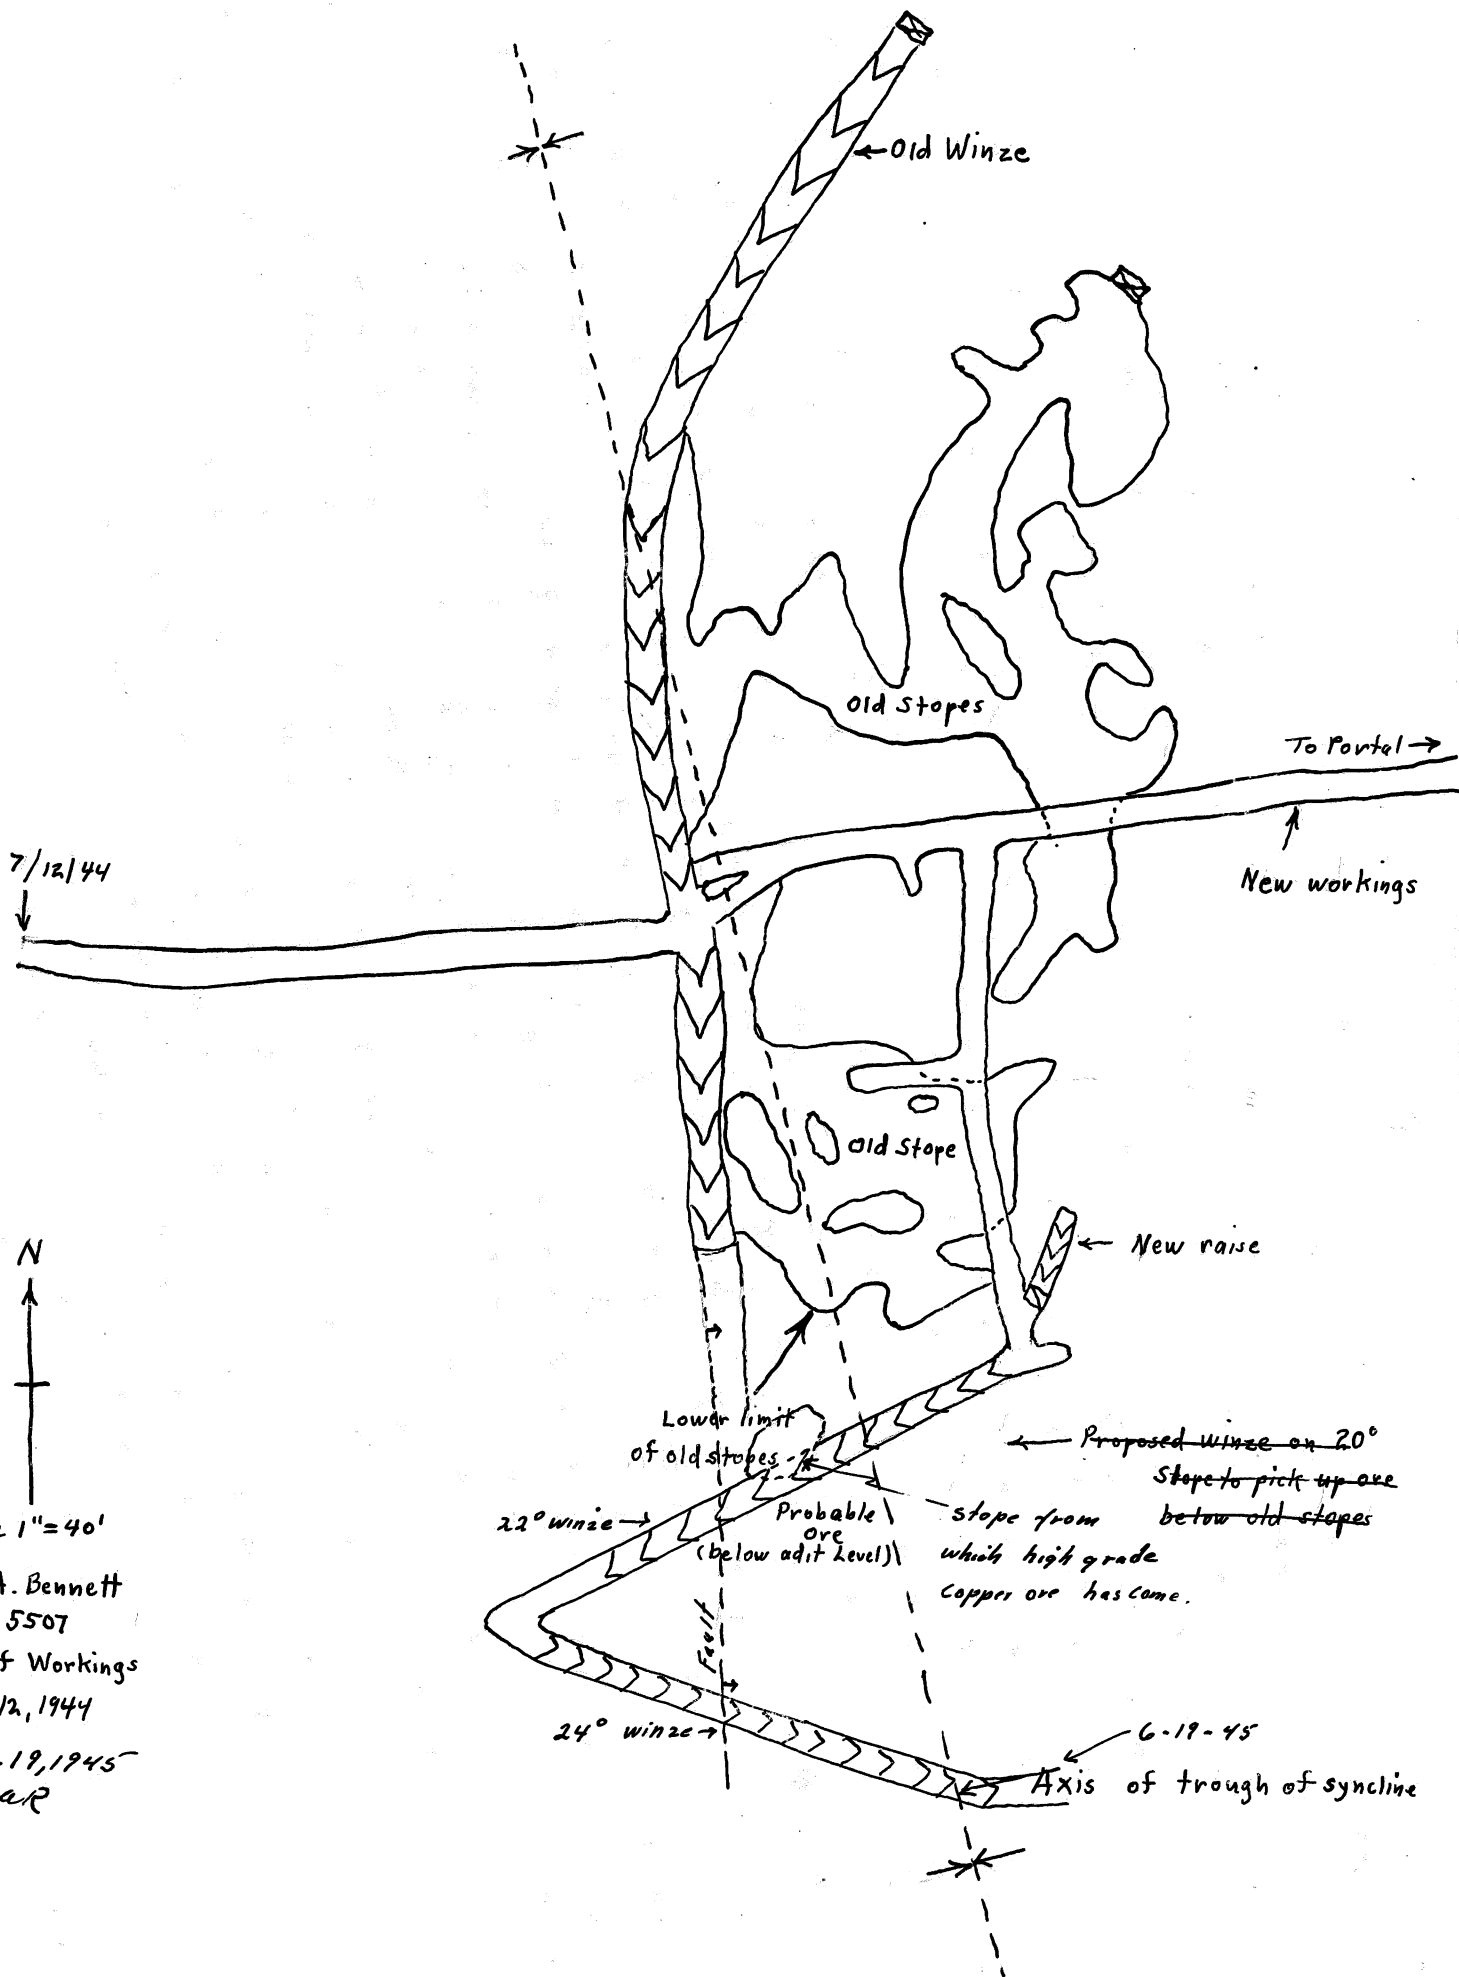 Old Winze
Old Stopes
To Portal
7/12/44
New workings
Old Stope
N
New raise
Lower limit
of old stopes
Proposed winze on 20°
Slope to pick up ore
below old stopes
22° winze
Probable
Ore
(below adit Level)
stope from
which high grade
Copper ore has come.
1"=40'
Bennett
5507
Workings
12, 1944
19, 1945
Fault
24° winze
6-19-45
Axis of trough of syncline